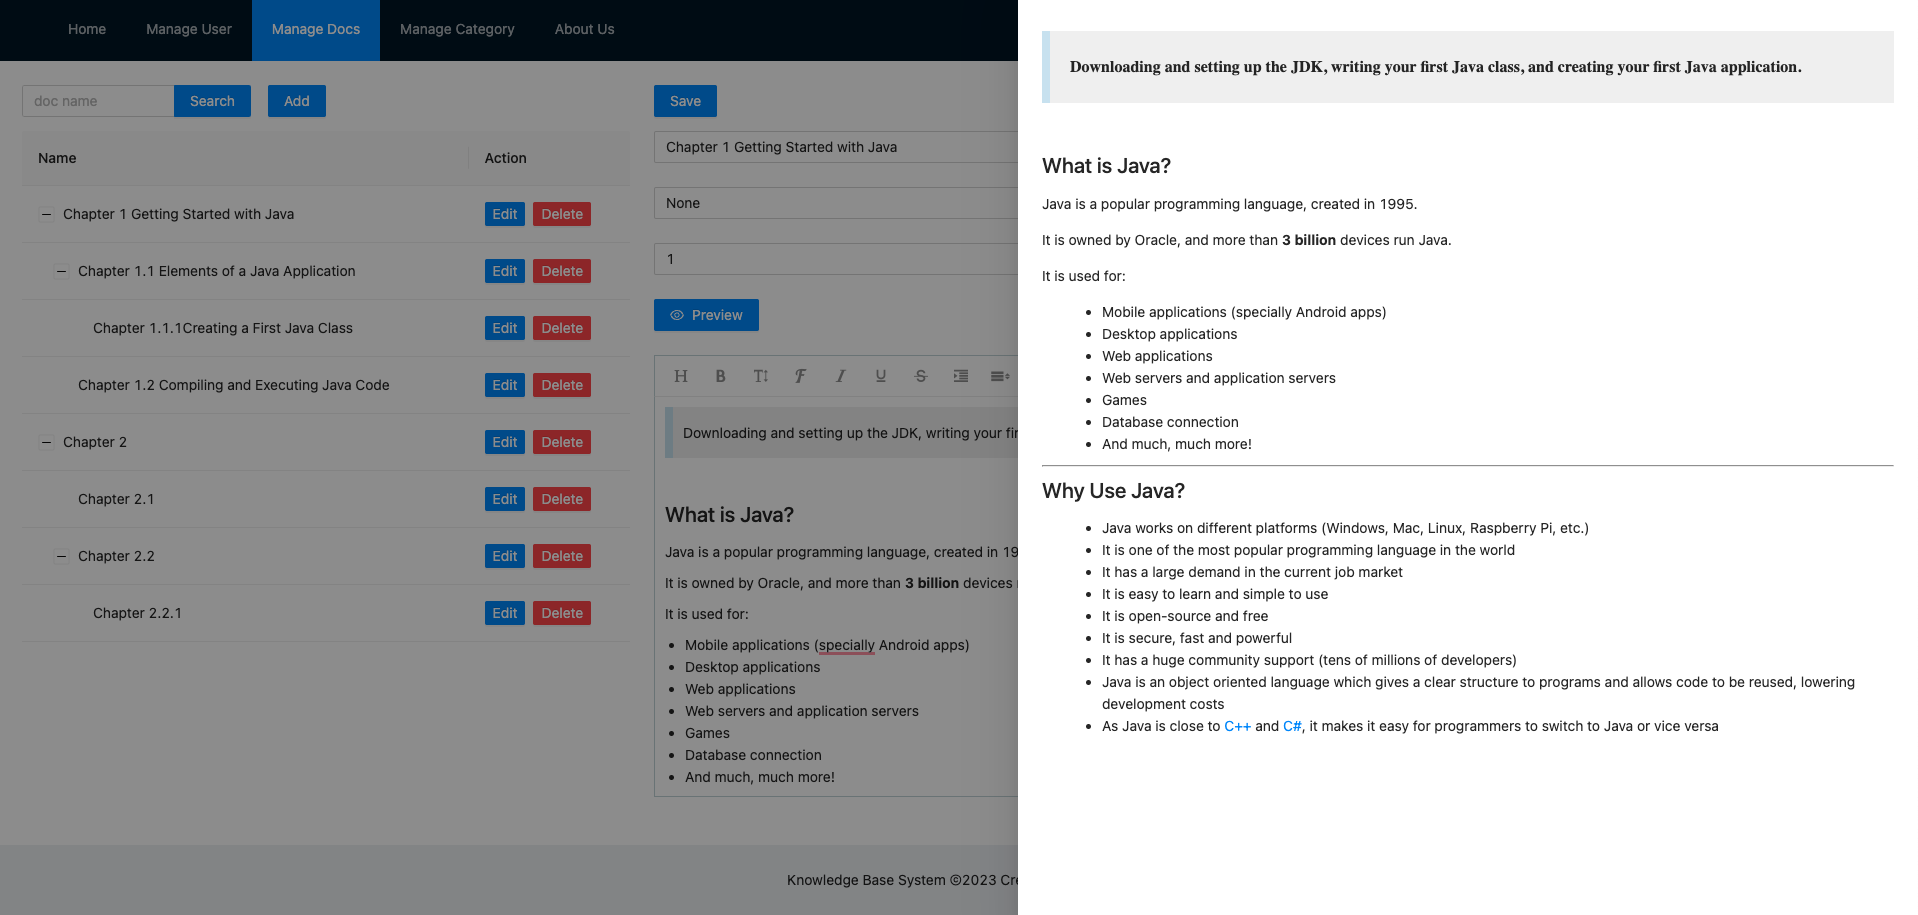 Home Manage User Manage Docs Manage Category About Us
doc name Search Add
Name Action
Chapter 1 Getting Started with Java Edit Delete
Chapter 1.1 Elements of a Java Application Edit Delete
Chapter 1.1.1Creating a First Java Class Edit Delete
Chapter 1.2 Compiling and Executing Java Code Edit Delete
Chapter 2 Edit Delete
Chapter 2.1 Edit Delete
Chapter 2.2 Edit Delete
Chapter 2.2.1 Edit Delete
Save
Chapter 1 Getting Started with Java
None
1
Preview
H B T F I U S
Downloading and setting up the JDK, writing your fir
What is Java?
Java is a popular programming language, created in 19
It is owned by Oracle, and more than 3 billion devices
It is used for:
Mobile applications (specially Android apps)
Desktop applications
Web applications
Web servers and application servers
Games
Database connection
And much, much more!
Knowledge Base System ©2023 Cre
Downloading and setting up the JDK, writing your first Java class, and creating your first Java application.
What is Java?
Java is a popular programming language, created in 1995.
It is owned by Oracle, and more than 3 billion devices run Java.
It is used for:
Mobile applications (specially Android apps)
Desktop applications
Web applications
Web servers and application servers
Games
Database connection
And much, much more!
Why Use Java?
Java works on different platforms (Windows, Mac, Linux, Raspberry Pi, etc.)
It is one of the most popular programming language in the world
It has a large demand in the current job market
It is easy to learn and simple to use
It is open-source and free
It is secure, fast and powerful
It has a huge community support (tens of millions of developers)
Java is an object oriented language which gives a clear structure to programs and allows code to be reused, lowering
development costs
As Java is close to C++ and C#, it makes it easy for programmers to switch to Java or vice versa